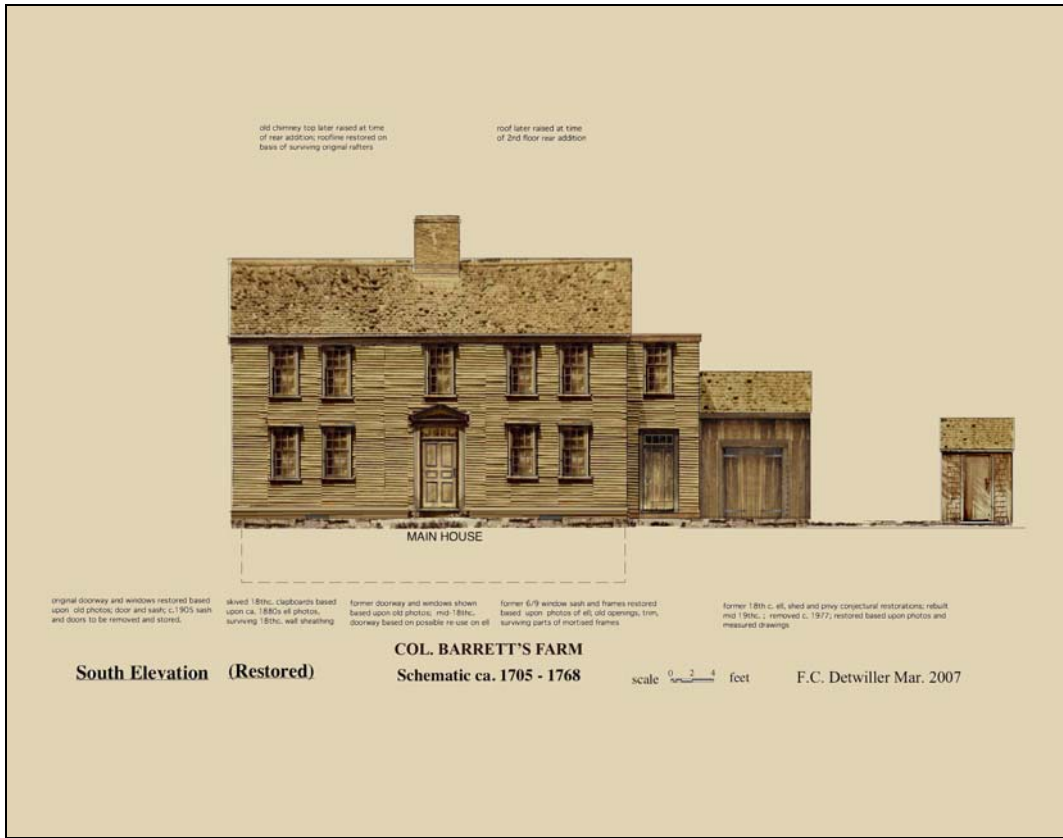 old chimney top later raised at time
of rear addition; roofline restored on
basis of surviving original rafters
roof later raised at time
of 2nd floor rear addition
MAIN HOUSE
original doorway and windows restored based
upon old photos; door and sash; c.1905 sash
and doors to be removed and stored.
skived 18thc. clapboards based
upon ca. 1880s ell photos,
surviving 18thc. wall sheathing
former doorway and windows shown
based upon old photos; mid-18thc.
doorway based on possible re-use on ell
former 6/9 window sash and frames restored
based upon photos of ell; old openings, trim,
surviving parts of mortised frames
former 18th c. ell, shed and privy conjectural restorations; rebuilt
mid 19thc. ; removed c. 1977; restored based upon photos and
measured drawings
COL. BARRETT'S FARM
South Elevation (Restored)
Schematic ca. 1705 - 1768
scale 0 2 4 feet
F.C. Detwiller Mar. 2007